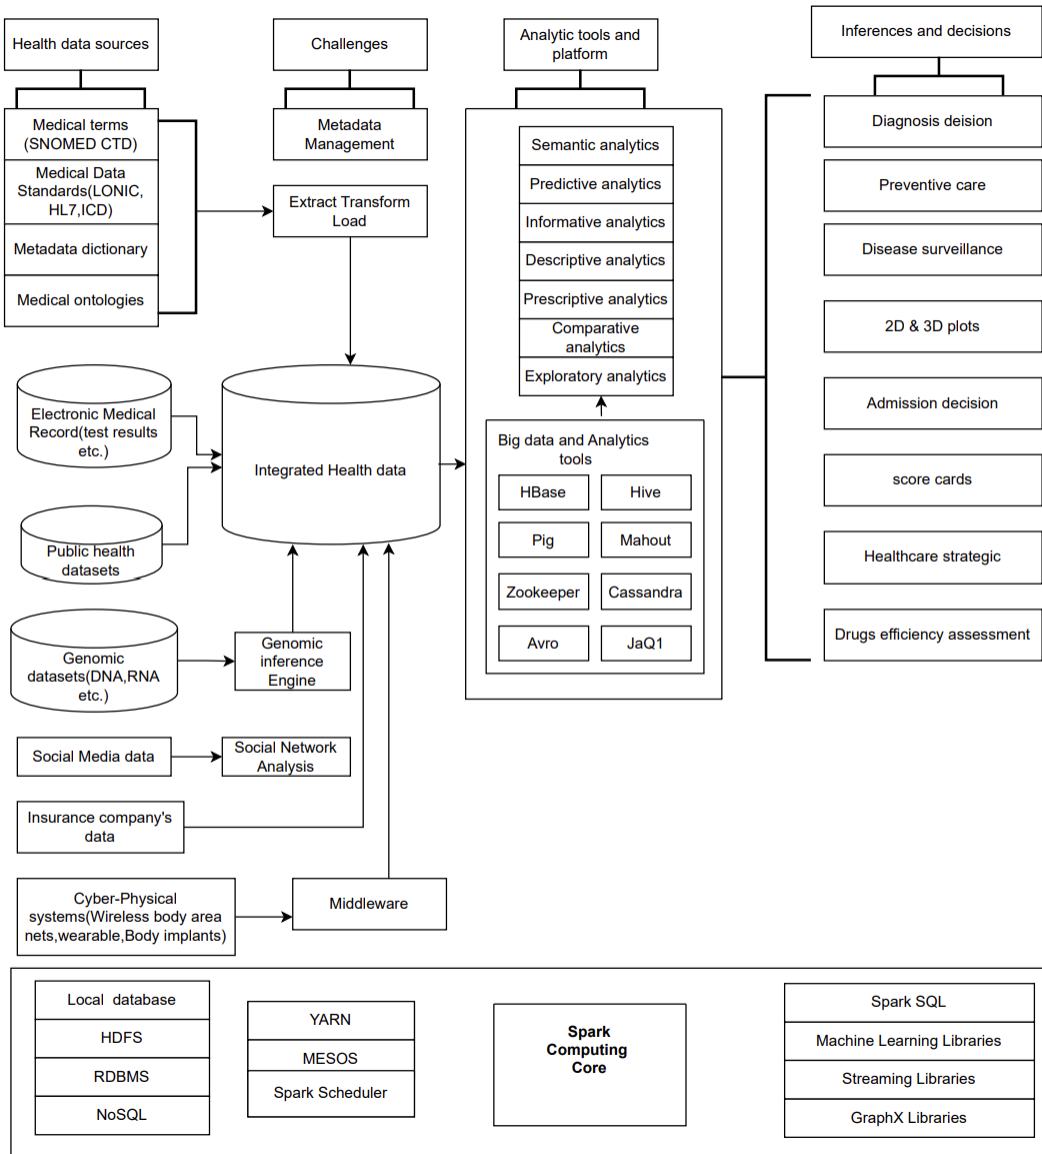 Health data sources
Challenges
Analytic tools and
platform
Inferences and decisions
Medical terms
(SNOMED CTD)
Medical Data
Standards(LONIC,
HL7,ICD)
Metadata dictionary
Medical ontologies
Metadata
Management
Extract Transform
Load
Semantic analytics
Predictive analytics
Informative analytics
Descriptive analytics
Prescriptive analytics
Comparative
analytics
Exploratory analytics
Diagnosis deision
Preventive care
Disease surveillance
2D & 3D plots
Admission decision
score cards
Healthcare strategic
Drugs efficiency assessment
Electronic Medical
Record(test results
etc.)
Public health
datasets
Integrated Health data
Big data and Analytics
tools
HBase
Hive
Pig
Mahout
Zookeeper
Cassandra
Avro
JaQ1
Genomic
datasets(DNA,RNA
etc.)
Genomic
inference
Engine
Social Media data
Social Network
Analysis
Insurance company's
data
Cyber-Physical
systems(Wireless body area
nets,wearable,Body implants)
Middleware
Local database
HDFS
RDBMS
NoSQL
YARN
MESOS
Spark Scheduler
Spark
Computing
Core
Spark SQL
Machine Learning Libraries
Streaming Libraries
GraphX Libraries